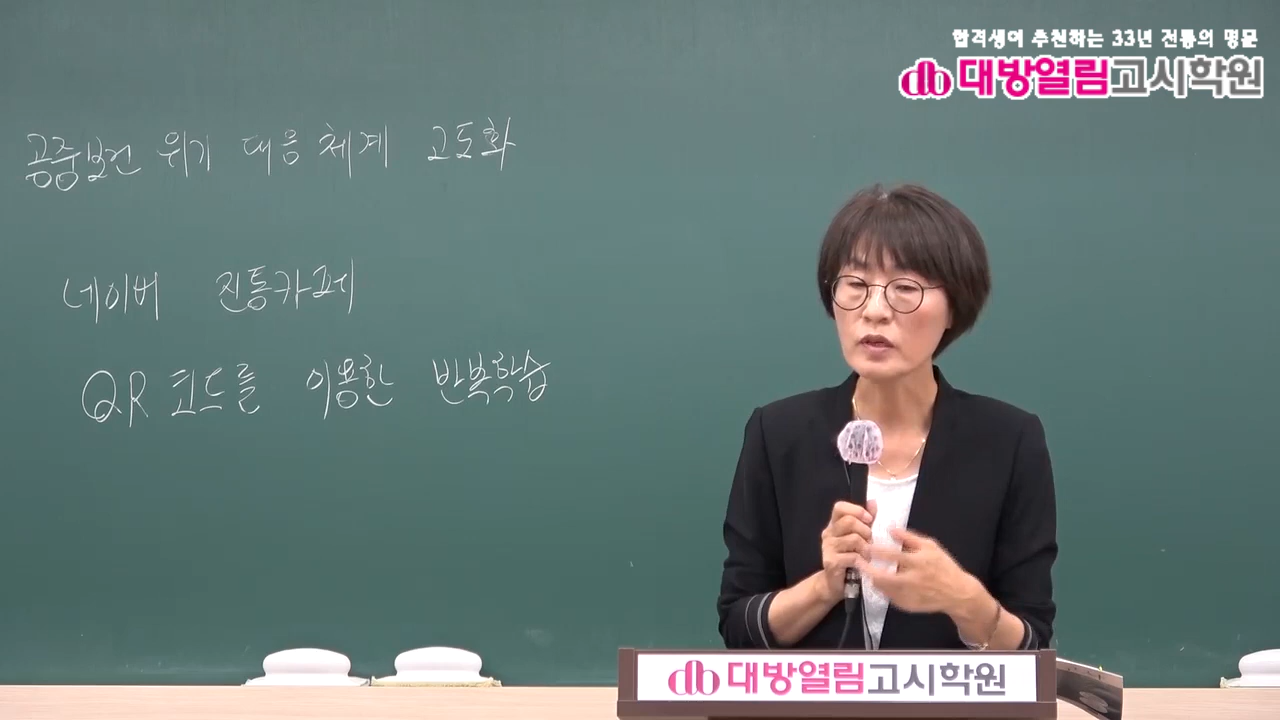 합격생이 추천하는 33년 전통의 명문
대방열림고시학원
공중보건 위기 대응 체계 고도화
네이버 진통카페
QR 코드를 이용한 반복학습
대방열림고시학원